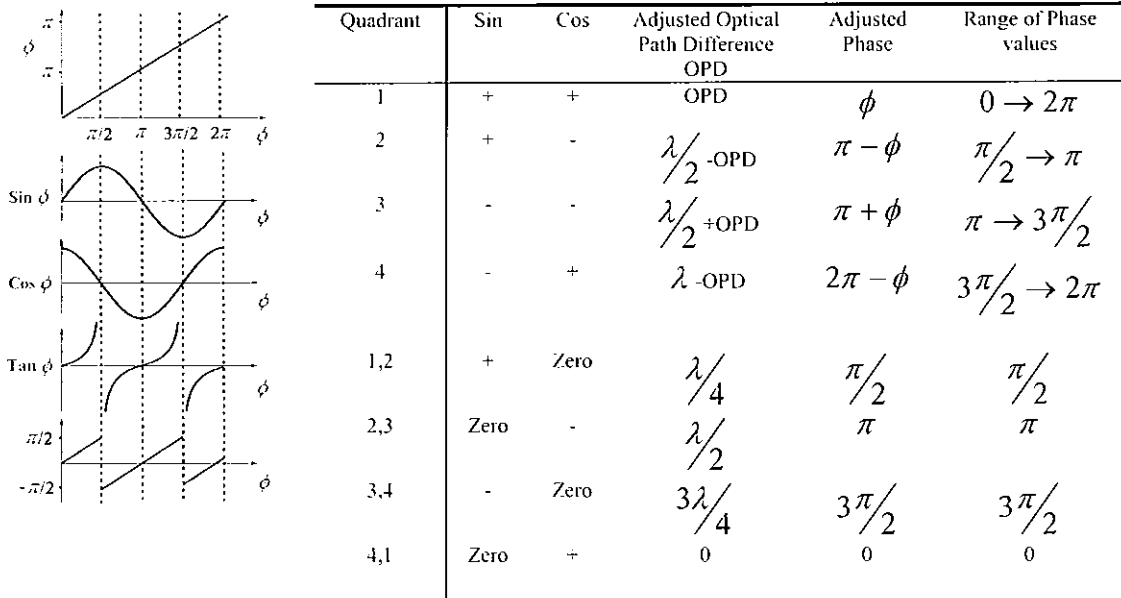 π
φ
π
π/2 π 3π/2 2π φ
Sin φ
φ
Cos φ
φ
Tan φ
φ
π/2
-π/2
φ
Quadrant Sin Cos Adjusted Optical Path Difference OPD Adjusted Phase Range of Phase values
1 + + OPD φ 0 → 2π
2 + - λ/2 -OPD π − φ π/2 → π
3 - - λ/2 +OPD π + φ π → 3π/2
4 - + λ -OPD 2π − φ 3π/2 → 2π
1,2 + Zero λ/4 π/2 π/2
2,3 Zero - λ/2 π π
3,4 - Zero 3λ/4 3π/2 3π/2
4,1 Zero + 0 0 0